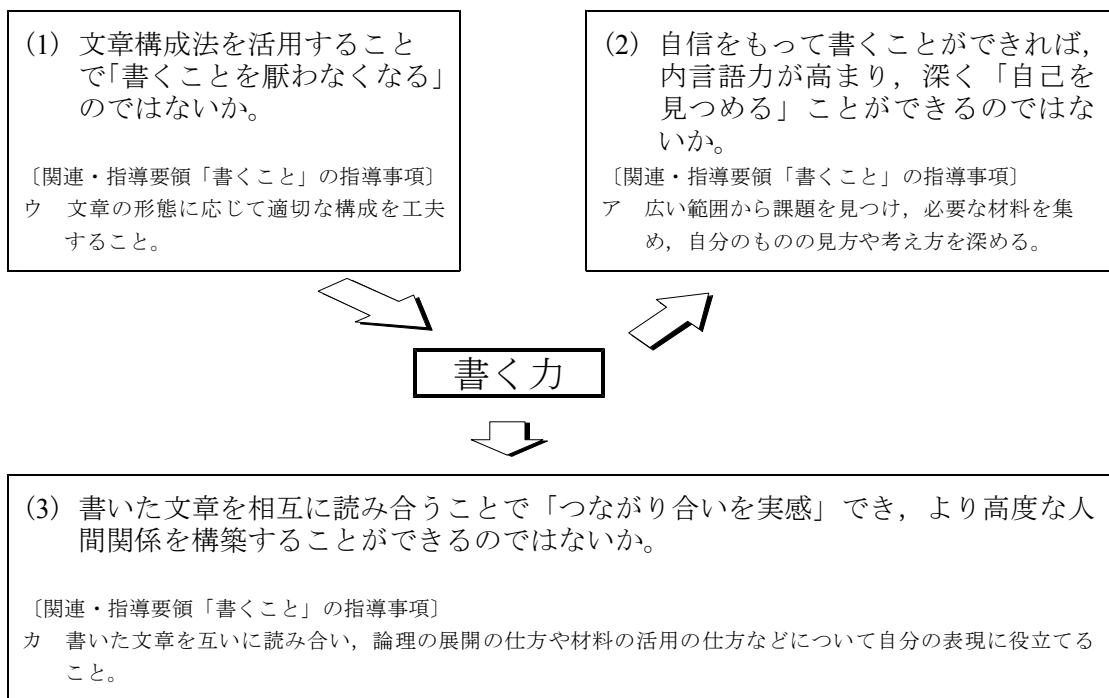 (1) 文章構成法を活用すること
で「書くことを厭わなくなる」
のではないか。
〔関連・指導要領「書くこと」の指導事項〕
ウ 文章の形態に応じて適切な構成を工夫
すること。
(2) 自信をもって書くことができれば,
内言語力が高まり,深く「自己を
見つめる」ことができるのではな
いか。
〔関連・指導要領「書くこと」の指導事項〕
ア 広い範囲から課題を見つけ,必要な材料を集
め,自分のものの見方や考え方を深める。
書く力
(3) 書いた文章を相互に読み合うことで「つながり合いを実感」でき,より高度な人
間関係を構築することができるのではないか。
〔関連・指導要領「書くこと」の指導事項〕
カ 書いた文章を互いに読み合い,論理の展開の仕方や材料の活用の仕方などについて自分の表現に役立てる
こと。